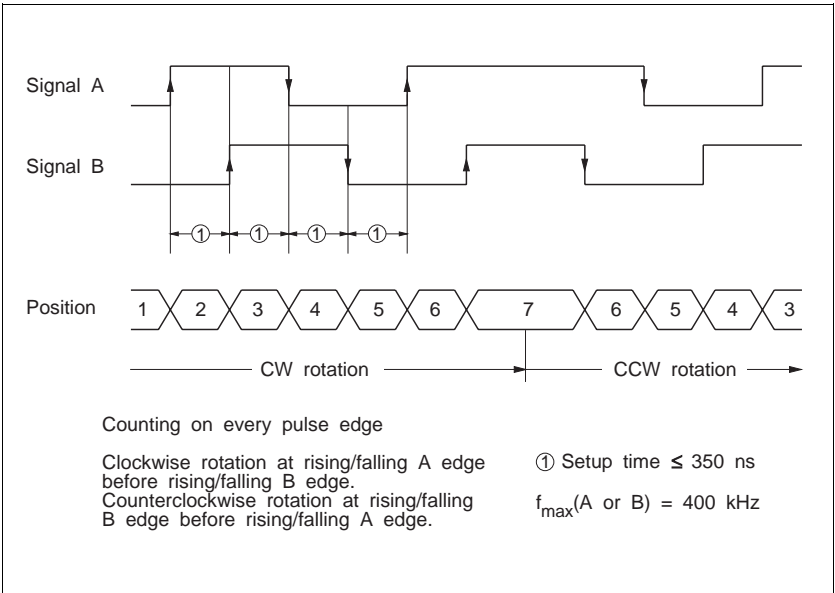 Signal A
Signal B
① ① ① ①
Position 1 2 3 4 5 6 7 6 5 4 3
CW rotation CCW rotation
Counting on every pulse edge
Clockwise rotation at rising/falling A edge
before rising/falling B edge.
Counterclockwise rotation at rising/falling
B edge before rising/falling A edge.
① Setup time ≤ 350 ns
fmax(A or B) = 400 kHz